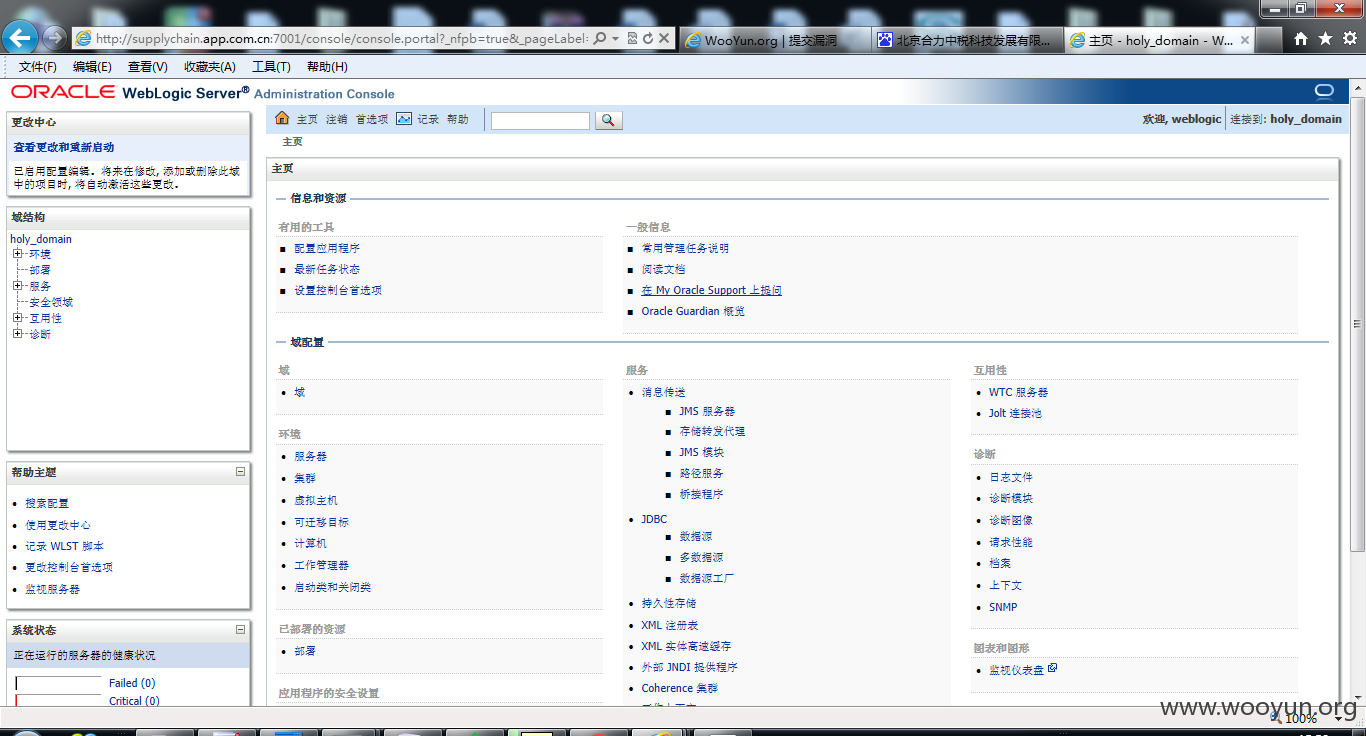 http://supplychain.app.com.cn:7001/console/console.portal?_nfpb=true&_pageLabel:
WooYun.org | 提交漏洞
北京合力中税科技发展有限...
主页 - holy_domain - W...
文件(F) 编辑(E) 查看(V) 收藏夹(A) 工具(T) 帮助(H)
ORACLE WebLogic Server® Administration Console
更改中心
查看更改和重新启动
已启用配置编辑。将来在修改, 添加或删除此域
中的项目时, 将自动激活这些更改。
域结构
holy_domain
环境
部署
服务
安全领域
互用性
诊断
帮助主题
搜索配置
使用更改中心
记录 WLST 脚本
更改控制台首选项
监视服务器
系统状态
正在运行的服务器的健康状况
Failed (0)
Critical (0)
主页 注销 首选项 记录 帮助
欢迎, weblogic 连接到: holy_domain
主页
主页
信息和资源
有用的工具
配置应用程序
最新任务状态
设置控制台首选项
一般信息
常用管理任务说明
阅读文档
在 My Oracle Support 上提问
Oracle Guardian 概览
域配置
域
域
环境
服务器
集群
虚拟主机
可迁移目标
计算机
工作管理器
启动类和关闭类
已部署的资源
部署
应用程序的安全设置
服务
消息传送
JMS 服务器
存储转发代理
JMS 模块
路径服务
桥接程序
JDBC
数据源
多数据源
数据源工厂
持久性存储
XML 注册表
XML 实体高速缓存
外部 JNDI 提供程序
Coherence 集群
互用性
WTC 服务器
Jolt 连接池
诊断
日志文件
诊断模块
诊断图像
请求性能
档案
上下文
SNMP
图表和图形
监视仪表盘
www.wooyun.org
100%